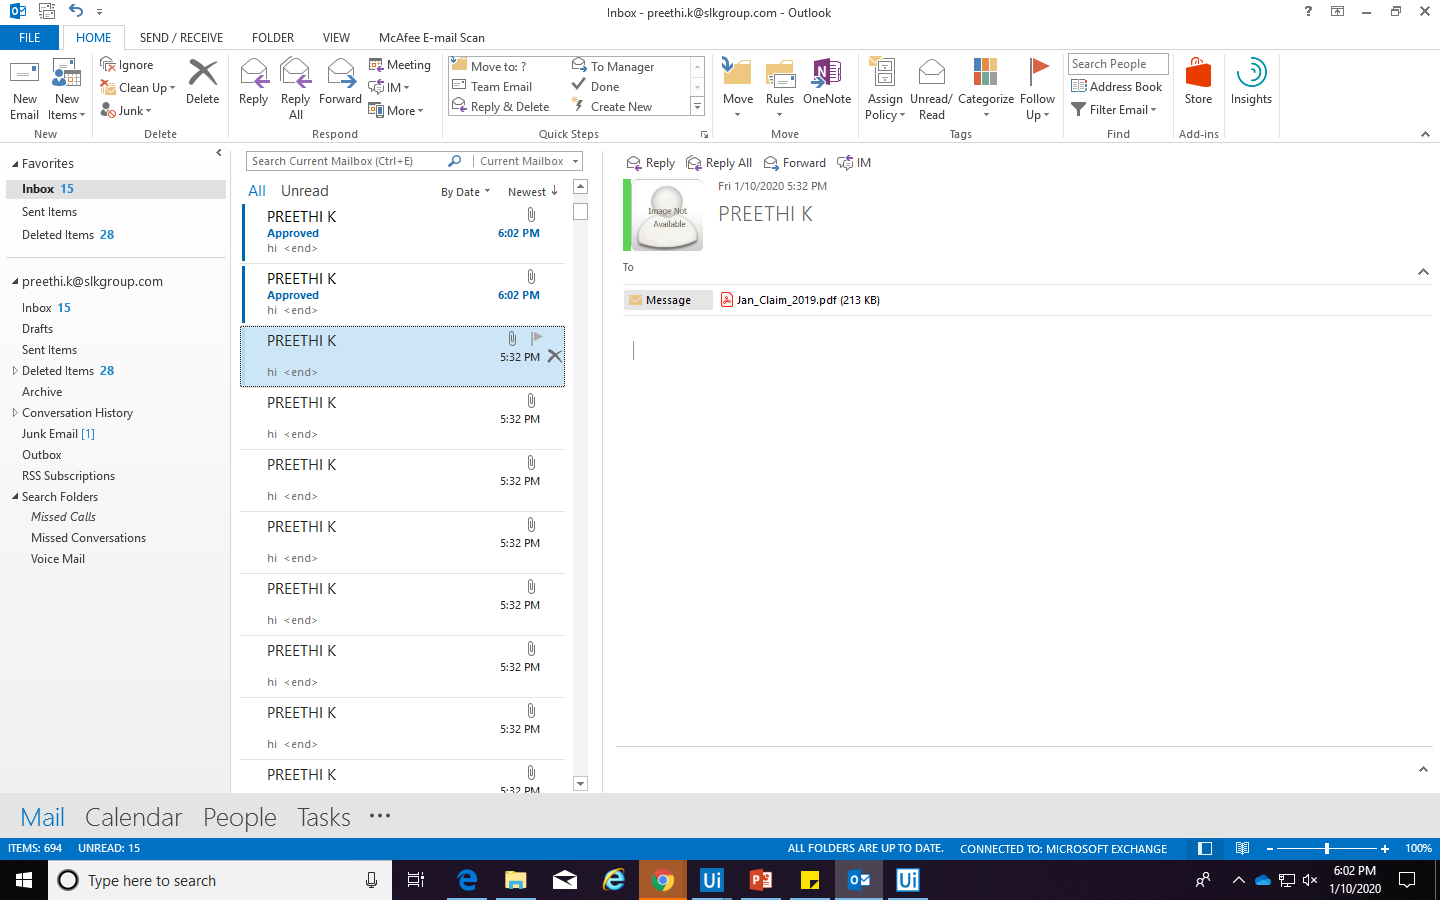 Inbox - preethi.k@slkgroup.com - Outlook
FILE HOME SEND / RECEIVE FOLDER VIEW McAfee E-mail Scan
New Email
New Items
New
Ignore
Clean Up
Junk
Delete
Delete
Reply
Reply All
Forward
Meeting
IM
More
Respond
Move to: ?
Team Email
Reply & Delete
To Manager
Done
Create New
Quick Steps
Move
Rules
OneNote
Move
Assign Policy
Unread/ Read
Categorize
Follow Up
Tags
Search People
Address Book
Filter Email
Find
Store
Add-ins
Insights
Favorites
Inbox 15
Sent Items
Deleted Items 28
preethi.k@slkgroup.com
Inbox 15
Drafts
Sent Items
Deleted Items 28
Archive
Conversation History
Junk Email [1]
Outbox
RSS Subscriptions
Search Folders
Missed Calls
Missed Conversations
Voice Mail
Search Current Mailbox (Ctrl+E) Current Mailbox
All Unread By Date Newest
PREETHI K
Approved 6:02 PM
hi <end>
PREETHI K
Approved 6:02 PM
hi <end>
PREETHI K
5:32 PM
hi <end>
PREETHI K
5:32 PM
hi <end>
PREETHI K
5:32 PM
hi <end>
PREETHI K
5:32 PM
hi <end>
PREETHI K
5:32 PM
hi <end>
PREETHI K
5:32 PM
hi <end>
PREETHI K
5:32 PM
hi <end>
PREETHI K
5:32 PM
Reply Reply All Forward IM
Image Not
Available
Fri 1/10/2020 5:32 PM
PREETHI K
To
Message Jan_Claim_2019.pdf (213 KB)
Mail Calendar People Tasks
ITEMS: 694 UNREAD: 15 ALL FOLDERS ARE UP TO DATE. CONNECTED TO: MICROSOFT EXCHANGE 100%
Type here to search
Ui
Ui
6:02 PM
1/10/2020